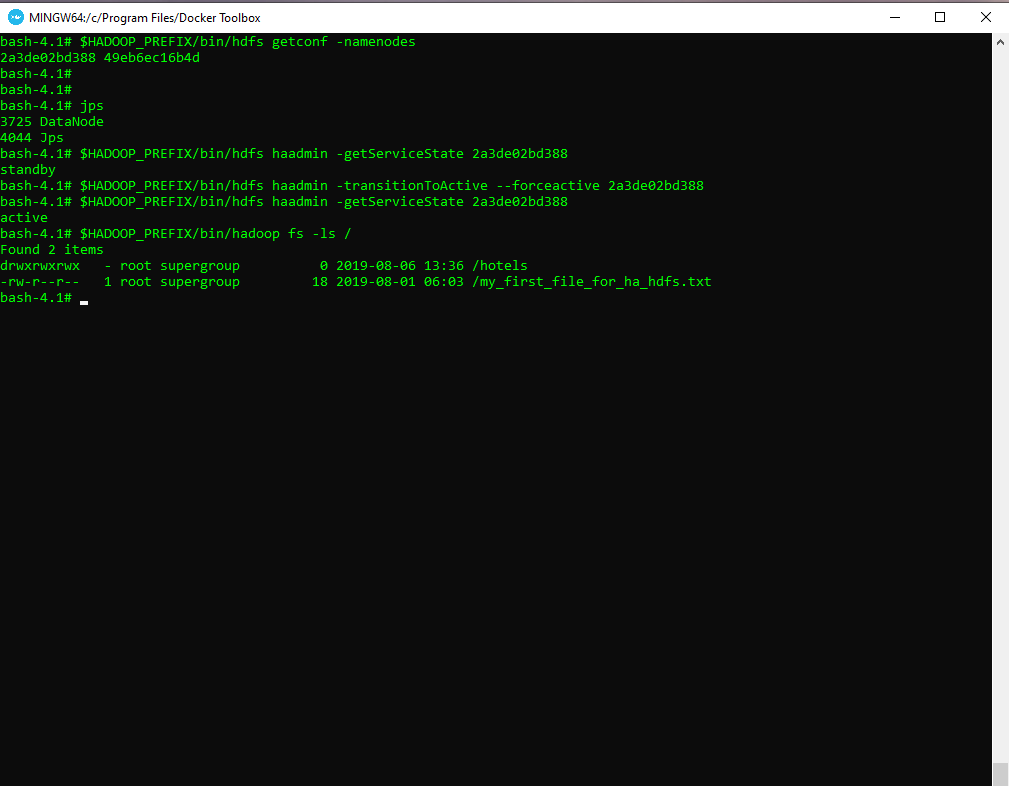 MINGW64:/c/Program Files/Docker Toolbox
bash-4.1# $HADOOP_PREFIX/bin/hdfs getconf -namenodes
2a3de02bd388 49eb6ec16b4d
bash-4.1#
bash-4.1#
bash-4.1# jps
3725 DataNode
4044 Jps
bash-4.1# $HADOOP_PREFIX/bin/hdfs haadmin -getServiceState 2a3de02bd388
standby
bash-4.1# $HADOOP_PREFIX/bin/hdfs haadmin -transitionToActive --forceactive 2a3de02bd388
bash-4.1# $HADOOP_PREFIX/bin/hdfs haadmin -getServiceState 2a3de02bd388
active
bash-4.1# $HADOOP_PREFIX/bin/hadoop fs -ls /
Found 2 items
drwxrwxrwx   - root supergroup          0 2019-08-06 13:36 /hotels
-rw-r--r--   1 root supergroup         18 2019-08-01 06:03 /my_first_file_for_ha_hdfs.txt
bash-4.1#